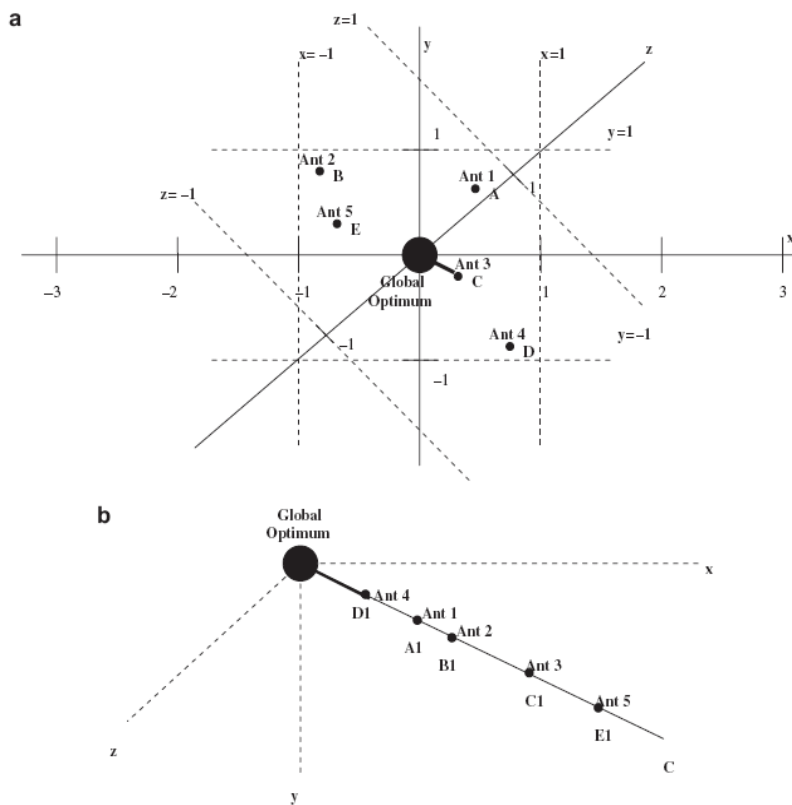 a
z=1
y
x= −1
x=1
z
1
y=1
Ant 2
B
Ant 1
A
1
z= −1
Ant 5
E
x
Ant 3
C
Global
Optimum
−3
−2
−1
1
2
3
Ant 4
D
y=−1
−1
−1
b
Global
Optimum
x
Ant 4
D1
Ant 1
A1
Ant 2
B1
Ant 3
C1
Ant 5
E1
z
C
y